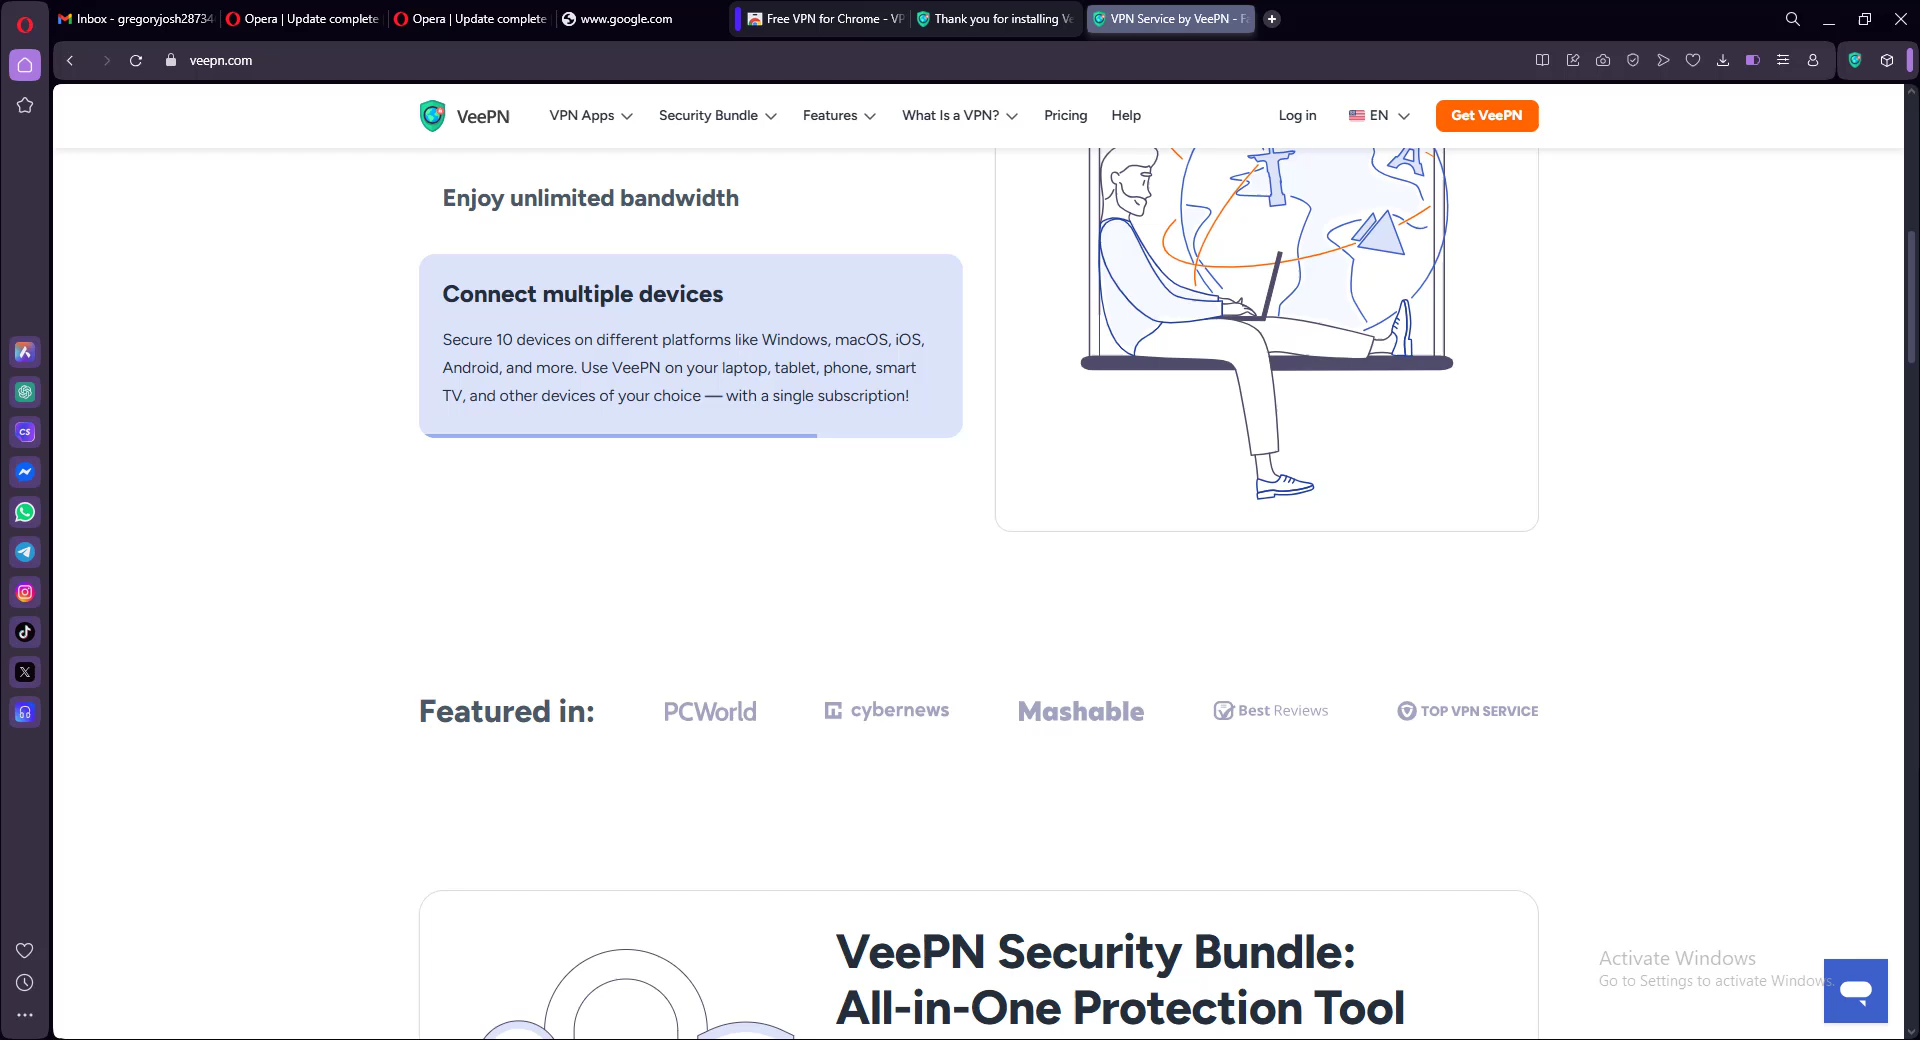 Inbox - gregoryjosh28734
Opera | Update complete
Opera | Update complete
www.google.com
Free VPN for Chrome - VP
Thank you for installing Ve
VPN Service by VeePN - Fa
veepn.com
VeePN
VPN Apps
Security Bundle
Features
What Is a VPN?
Pricing
Help
Log in
EN
Get VeePN
Enjoy unlimited bandwidth
Connect multiple devices
Secure 10 devices on different platforms like Windows, macOS, iOS,
Android, and more. Use VeePN on your laptop, tablet, phone, smart
TV, and other devices of your choice — with a single subscription!
CS
Featured in:
PCWorld
cybernews
Mashable
Best Reviews
TOP VPN SERVICE
VeePN Security Bundle:
All-in-One Protection Tool
Activate Windows
Go to Settings to activate Windows.